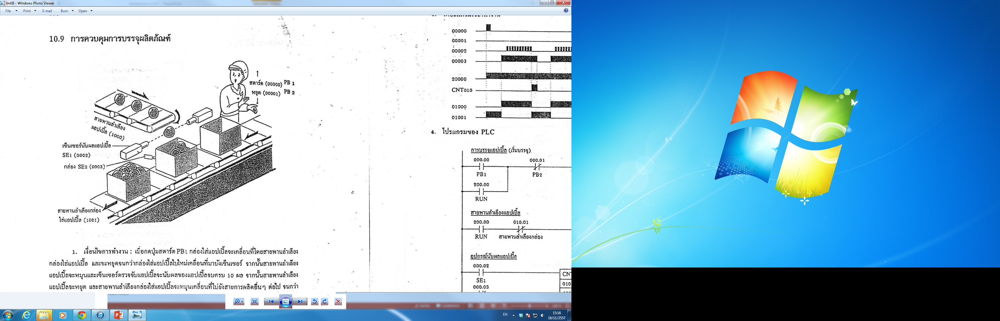 lm08 - Windows Photo Viewer
File Print E-mail Burn Open
10.9 การควบคุมการบรรจุผลิตภัณฑ์
สตาร์ต (00000) PB 1
หยุด (00001) PB 2
สายพานลำเลียง
แอปเปิ้ล (1000)
เซ็นเซอร์นับผลแอปเปิ้ล
SE1 (0002)
กล่อง SE2 (0003)
สายพานลำเลียงกล่อง
ใส่แอปเปิ้ล (1001)
1. เงื่อนไขการทำงาน : เมื่อกดปุ่มสตาร์ต PB1 กล่องใส่แอปเปิ้ลจะเคลื่อนที่โดยสายพานลำเลียง
กล่องใส่แอปเปิ้ล และจะหยุดจนกว่ากล่องใส่แอปเปิ้ลใบใหม่เคลื่อนที่มาบังเซ็นเซอร์ จากนั้นสายพานลำเลียง
แอปเปิ้ลจะหมุนและเซ็นเซอร์ตรวจจับแอปเปิ้ลจะนับผลของแอปเปิ้ลจนครบ 10 ผล จากนั้นสายพานลำเลียง
แอปเปิ้ลจะหยุด และสายพานลำเลียงกล่องใส่แอปเปิ้ลจะหมุนเคลื่อนที่ไปยังสายการผลิตอื่นๆ ต่อไป จนกว่า
00000
00001
00002
00003
20000
CNT010
01000
01001
4. โปรแกรมของ PLC
การบรรจุแอปเปิ้ล (เริ่มบรรจุ)
000.00 000.01
PB1 PB2
200.00
RUN
สายพานลำเลียงแอปเปิ้ล
200.00 010.01
RUN สายพานลำเลียงกล่อง
อุปกรณ์นับผลแอปเปิ้ล
000.02
SE1 CNT
000.03 010
EN 15:16
18/11/2557